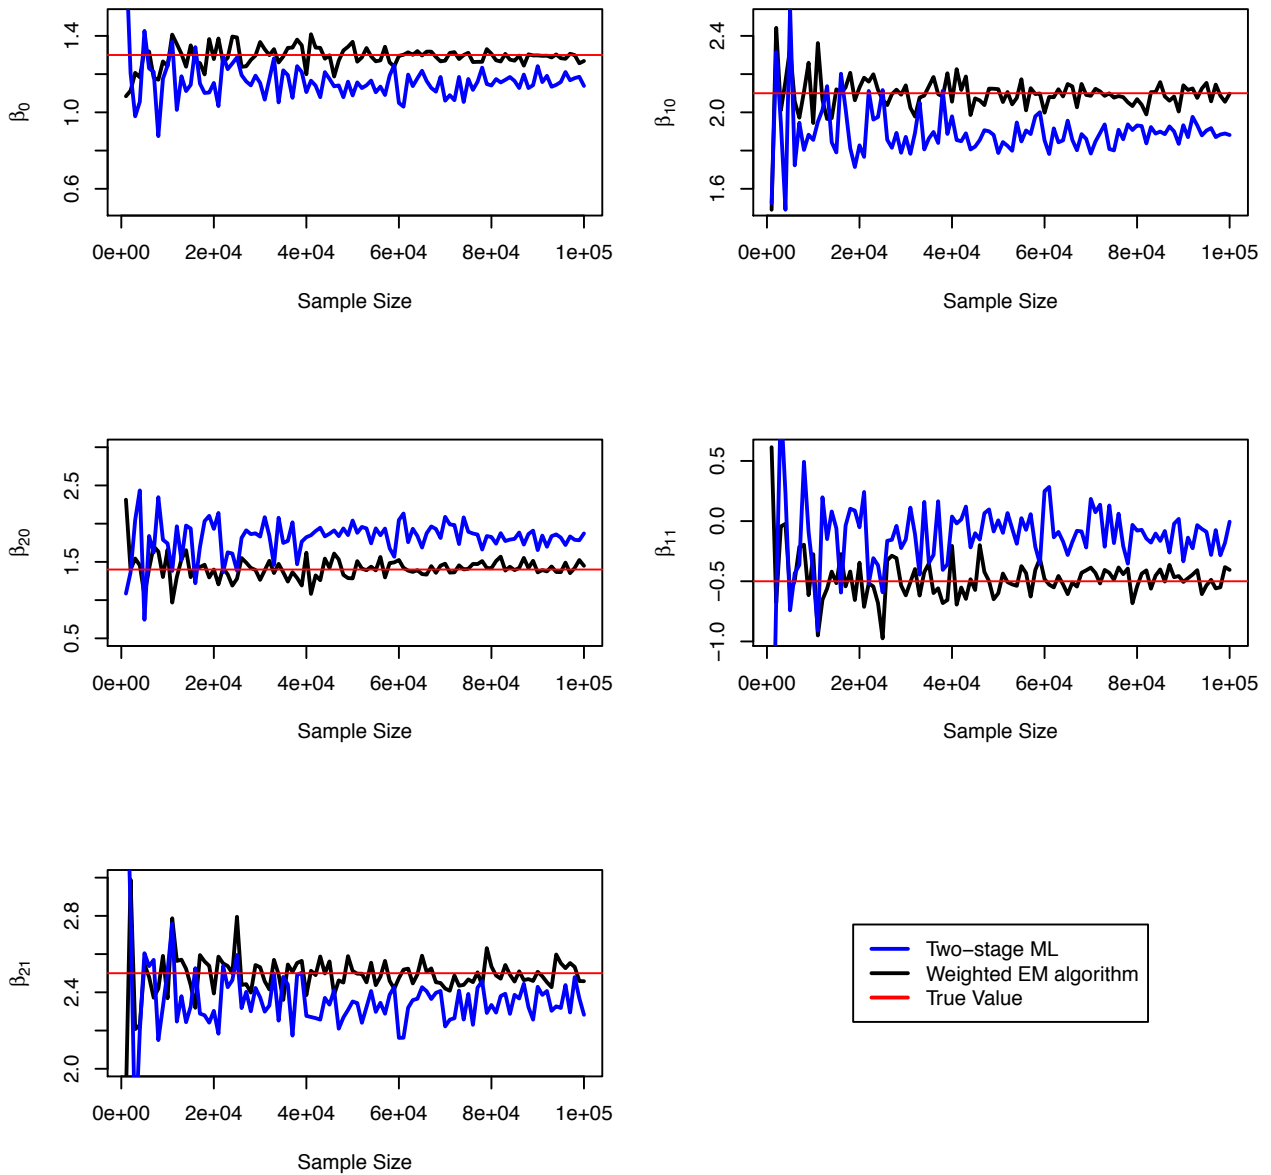 β0
1.4
1.0
0.6
0e+00 2e+04 4e+04 6e+04 8e+04 1e+05
Sample Size
β10
2.4
2.0
1.6
0e+00 2e+04 4e+04 6e+04 8e+04 1e+05
Sample Size
β20
2.5
1.5
0.5
0e+00 2e+04 4e+04 6e+04 8e+04 1e+05
Sample Size
β11
0.5
0.0
−0.5
−1.0
0e+00 2e+04 4e+04 6e+04 8e+04 1e+05
Sample Size
β21
2.8
2.4
2.0
0e+00 2e+04 4e+04 6e+04 8e+04 1e+05
Sample Size
Two−stage ML
Weighted EM algorithm
True Value